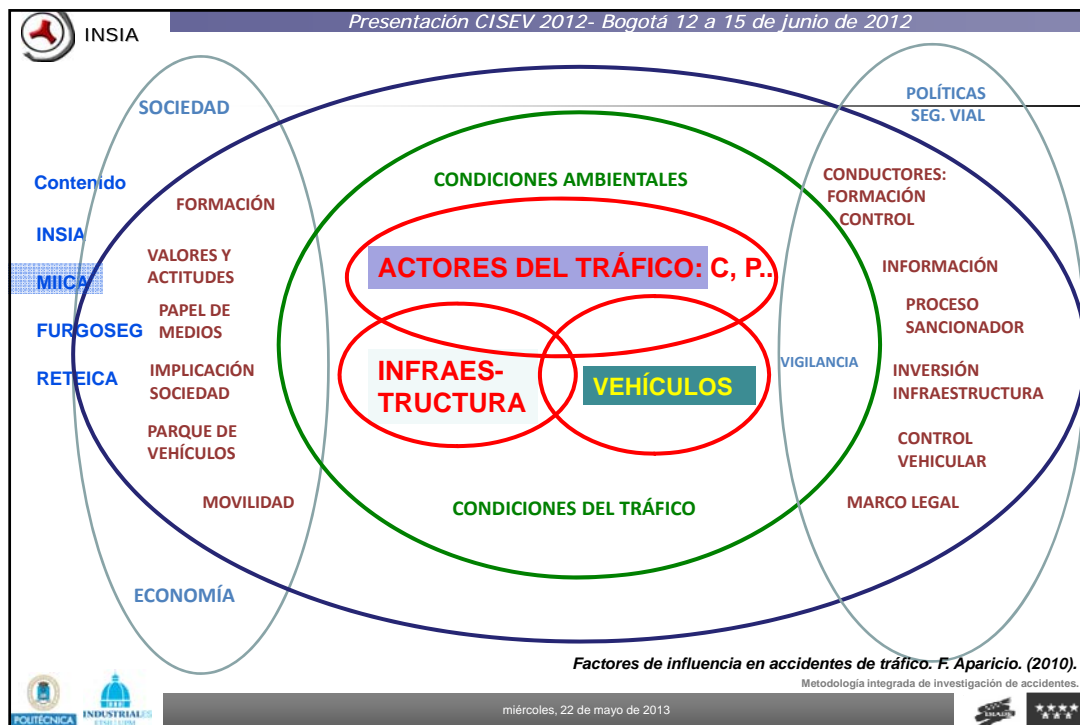 Presentación CISEV 2012- Bogotá 12 a 15 de junio de 2012
INSIA
SOCIEDAD
POLÍTICAS
SEG. VIAL
Contenido
INSIA
MIICA
FURGOSEG
RETEICA
FORMACIÓN
VALORES Y
ACTITUDES
PAPEL DE
MEDIOS
IMPLICACIÓN
SOCIEDAD
PARQUE DE
VEHÍCULOS
MOVILIDAD
ECONOMÍA
CONDICIONES AMBIENTALES
ACTORES DEL TRÁFICO: C, P..
INFRAES-
TRUCTURA
VEHÍCULOS
CONDICIONES DEL TRÁFICO
VIGILANCIA
CONDUCTORES:
FORMACIÓN
CONTROL
INFORMACIÓN
PROCESO
SANCIONADOR
INVERSIÓN
INFRAESTRUCTURA
CONTROL
VEHICULAR
MARCO LEGAL
Factores de influencia en accidentes de tráfico. F. Aparicio. (2010).
Metodología integrada de investigación de accidentes.
POLITÉCNICA
INDUSTRIALES
ETSII | UPM
miércoles, 22 de mayo de 2013